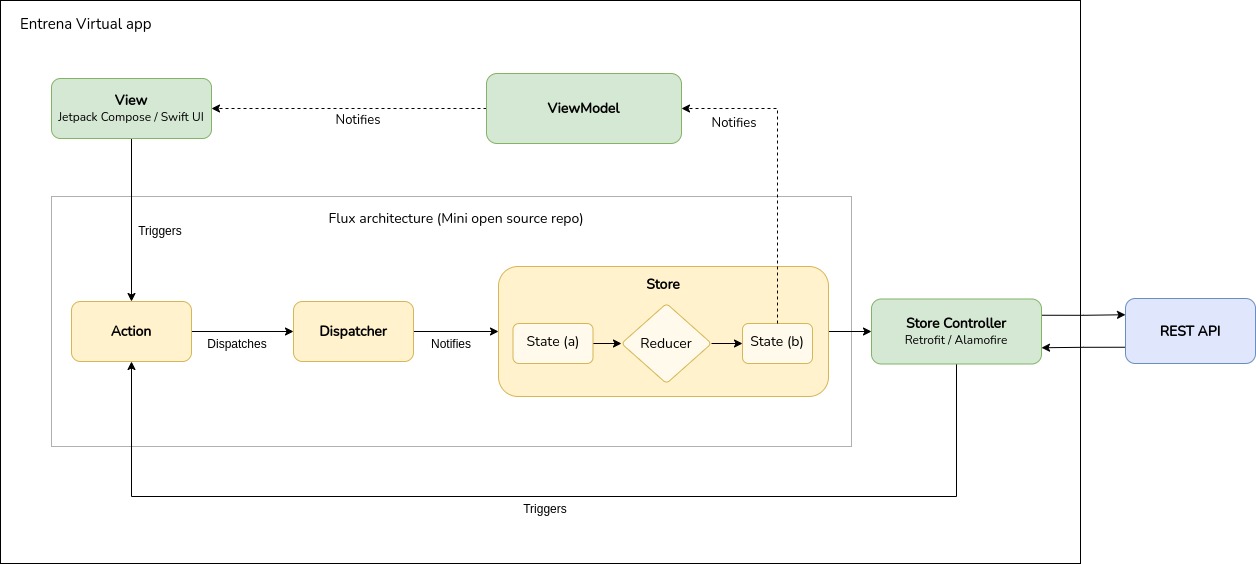 Entrena Virtual app
View
Jetpack Compose / Swift UI
Notifies
ViewModel
Notifies
Triggers
Flux architecture (Mini open source repo)
Action
Dispatches
Dispatcher
Notifies
Store
State (a)
Reducer
State (b)
Store Controller
Retrofit / Alamofire
REST API
Triggers